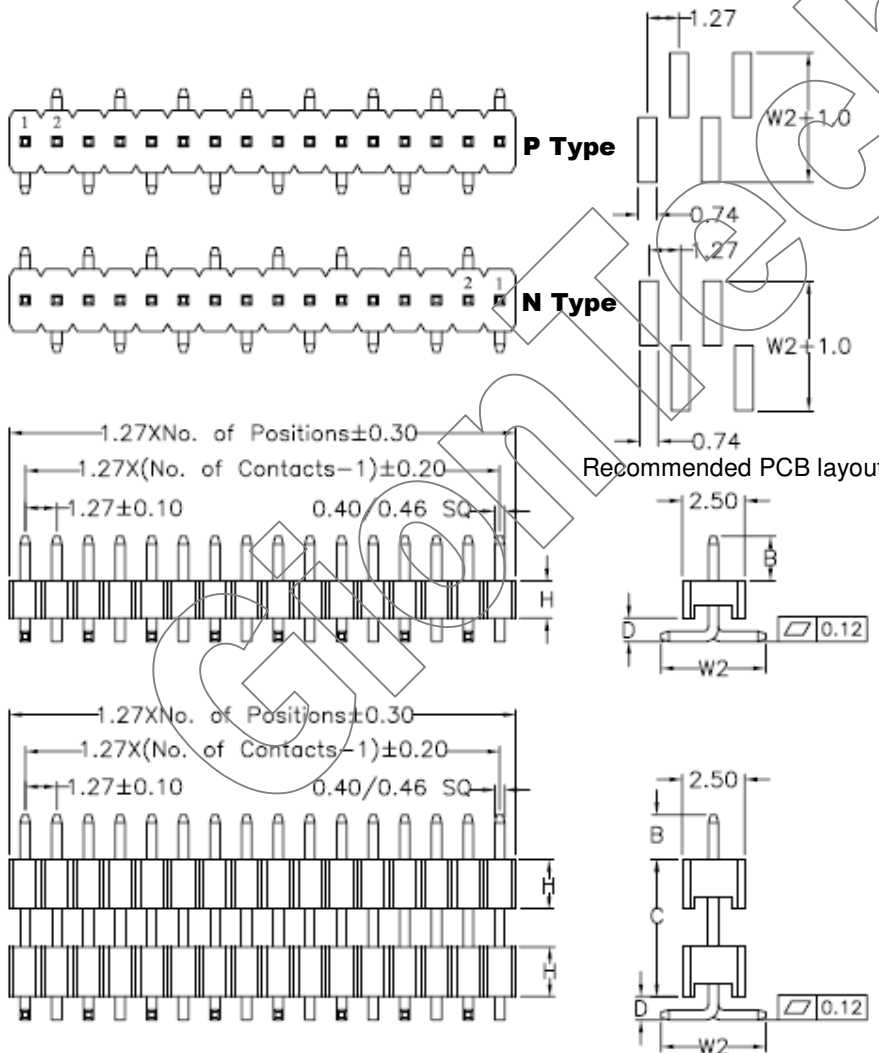 1.27
1 2
P Type
W2+1.0
0.74
1.27
2 1
N Type
W2+1.0
0.74
1.27XNo. of Positions±0.30
1.27X(No. of Contacts-1)±0.20
1.27±0.10 0.40/0.46 SQ
Recommended PCB layout
2.50
B
H
D
0.12
W2
1.27XNo. of Positions±0.30
1.27X(No. of Contacts-1)±0.20
1.27±0.10 0.40/0.46 SQ
2.50
B
H
C
H
D
0.12
W2